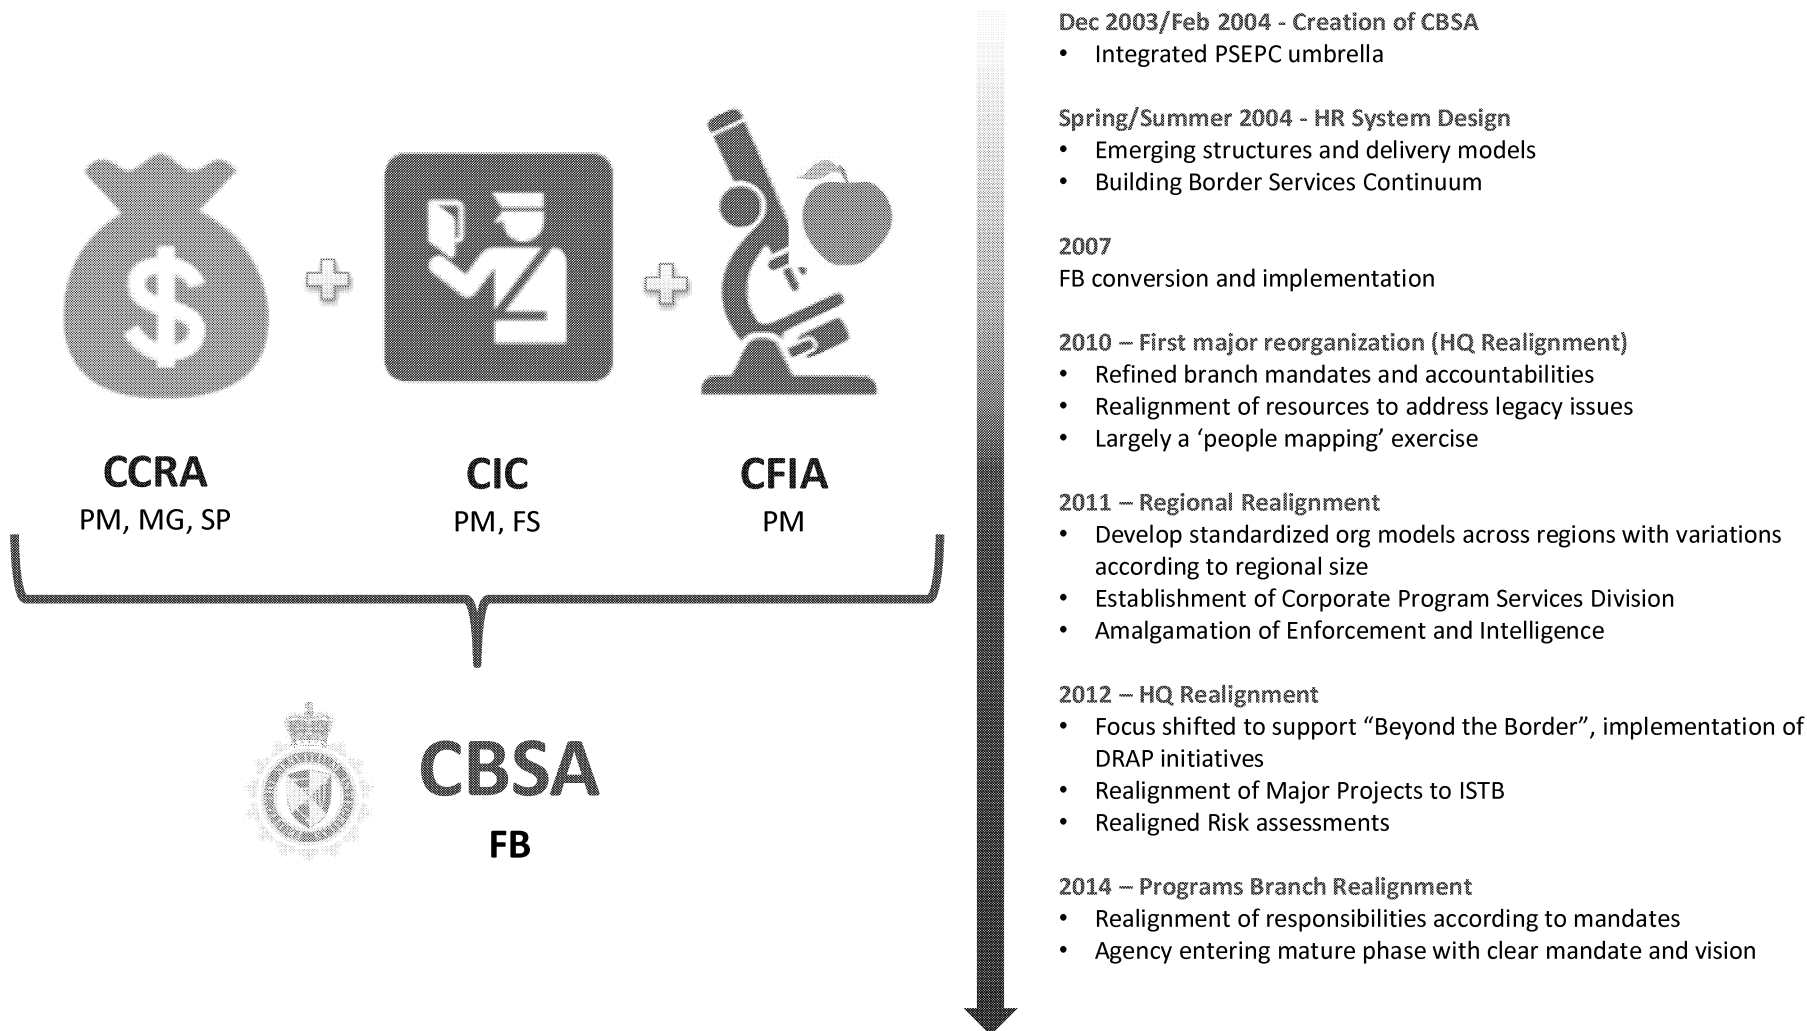 CCRA
PM, MG, SP
CIC
PM, FS
CFIA
PM
CBSA
FB
Dec 2003/Feb 2004 - Creation of CBSA
• Integrated PSEPC umbrella
Spring/Summer 2004 - HR System Design
• Emerging structures and delivery models
• Building Border Services Continuum
2007
FB conversion and implementation
2010 – First major reorganization (HQ Realignment)
• Refined branch mandates and accountabilities
• Realignment of resources to address legacy issues
• Largely a ‘people mapping’ exercise
2011 – Regional Realignment
• Develop standardized org models across regions with variations
according to regional size
• Establishment of Corporate Program Services Division
• Amalgamation of Enforcement and Intelligence
2012 – HQ Realignment
• Focus shifted to support “Beyond the Border”, implementation of
DRAP initiatives
• Realignment of Major Projects to ISTB
• Realigned Risk assessments
2014 – Programs Branch Realignment
• Realignment of responsibilities according to mandates
• Agency entering mature phase with clear mandate and vision
$